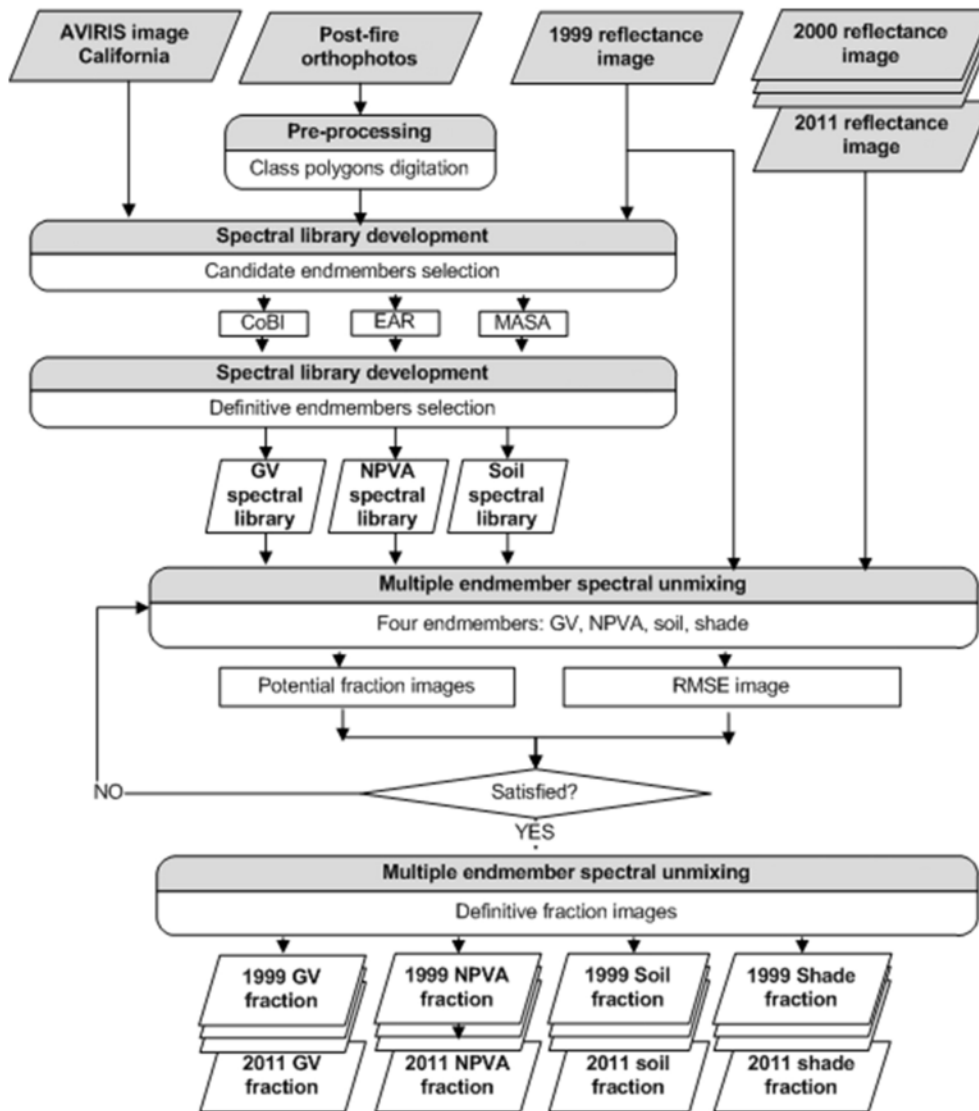 AVIRIS image
California
Post-fire
orthophotos
1999 reflectance
image
2000 reflectance
image
2011 reflectance
image
Pre-processing
Class polygons digitation
Spectral library development
Candidate endmembers selection
CoBI
EAR
MASA
Spectral library development
Definitive endmembers selection
GV
spectral
library
NPVA
spectral
library
Soil
spectral
library
Multiple endmember spectral unmixing
Four endmembers: GV, NPVA, soil, shade
Potential fraction images
RMSE image
Satisfied?
NO
YES
Multiple endmember spectral unmixing
Definitive fraction images
1999 GV
fraction
1999 NPVA
fraction
1999 Soil
fraction
1999 Shade
fraction
2011 GV
fraction
2011 NPVA
fraction
2011 soil
fraction
2011 shade
fraction